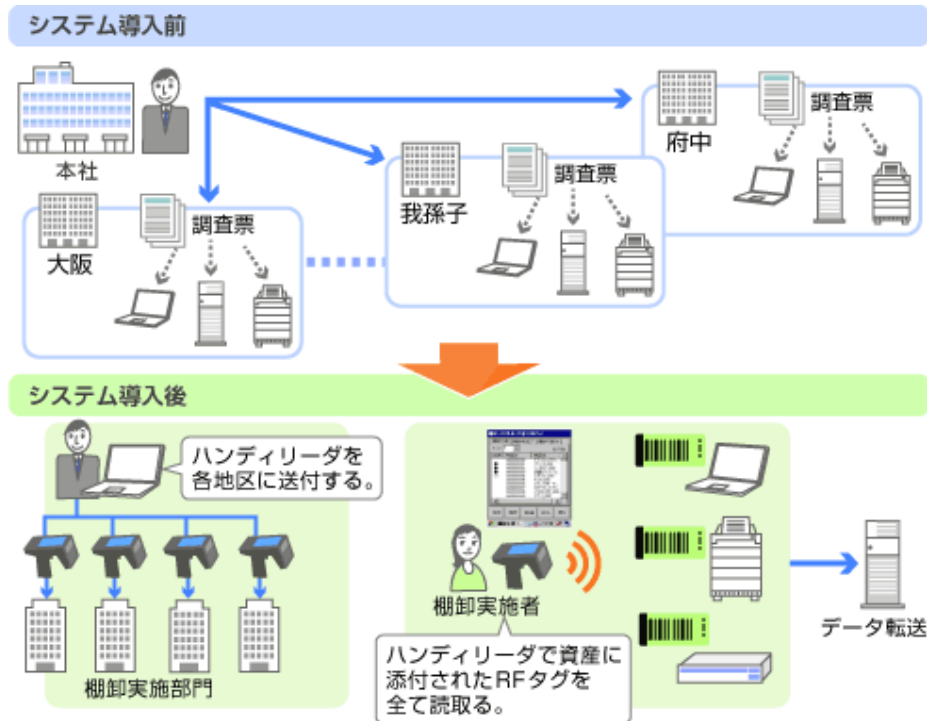 システム導入前
本社
府中
調査票
我孫子
調査票
大阪
調査票
システム導入後
ハンディリーダを
各地区に送付する。
棚卸実施部門
棚卸実施者
ハンディリーダで資産に
添付されたRFタグを
全て読取る。
データ転送